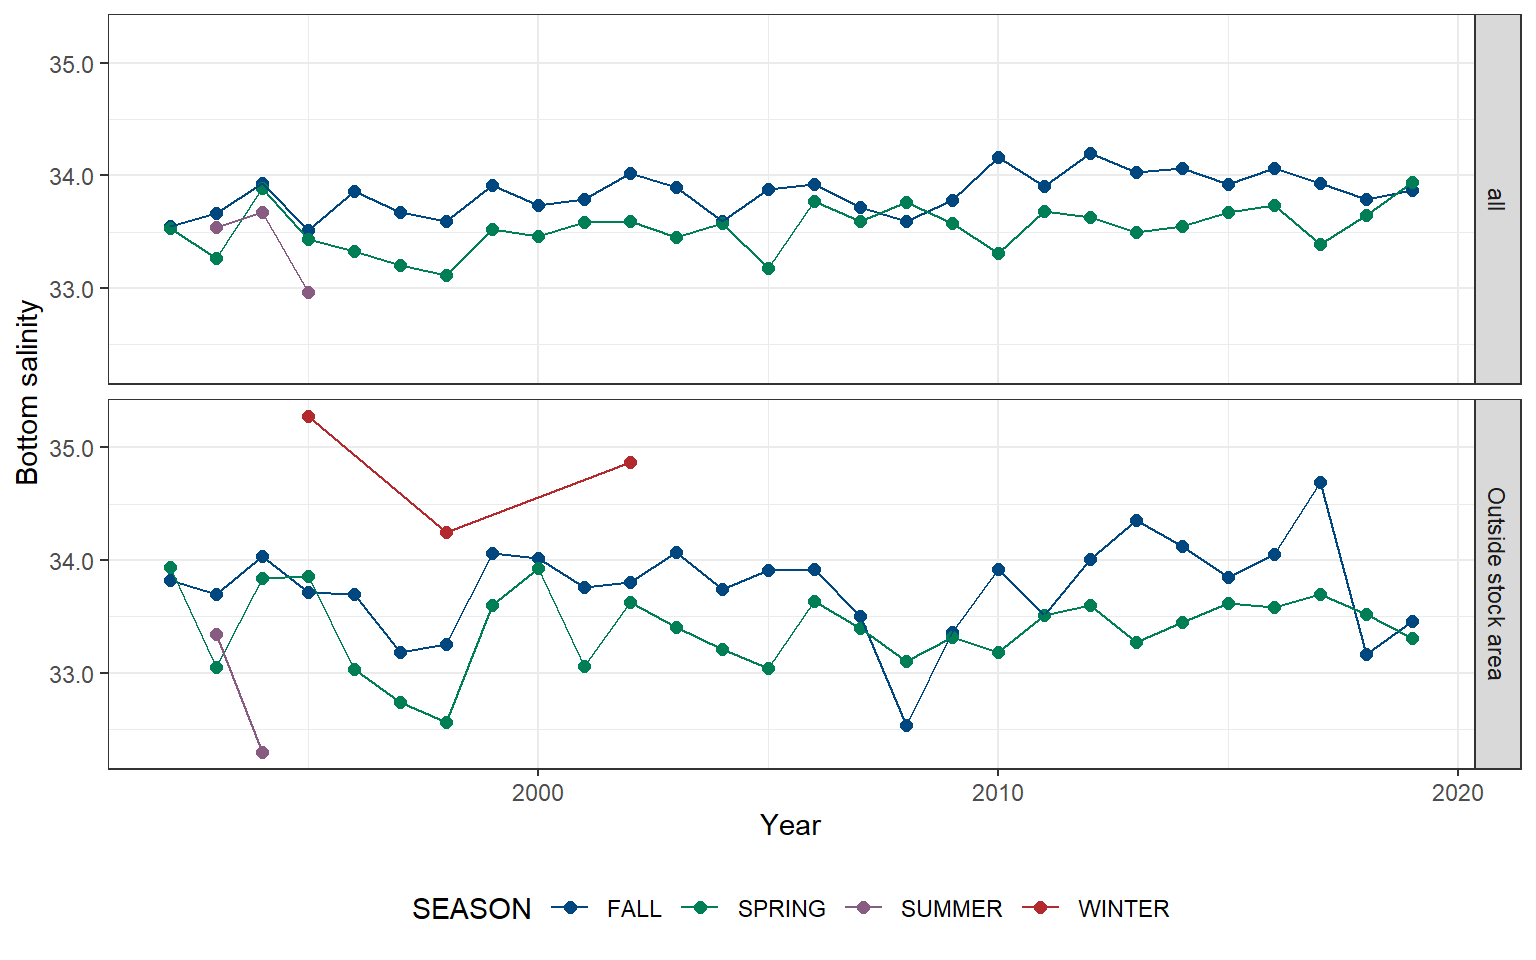 35.0
34.0
33.0
all
Bottom salinity
35.0
34.0
33.0
Outside stock area
2000 2010 2020
Year
SEASON FALL SPRING SUMMER WINTER